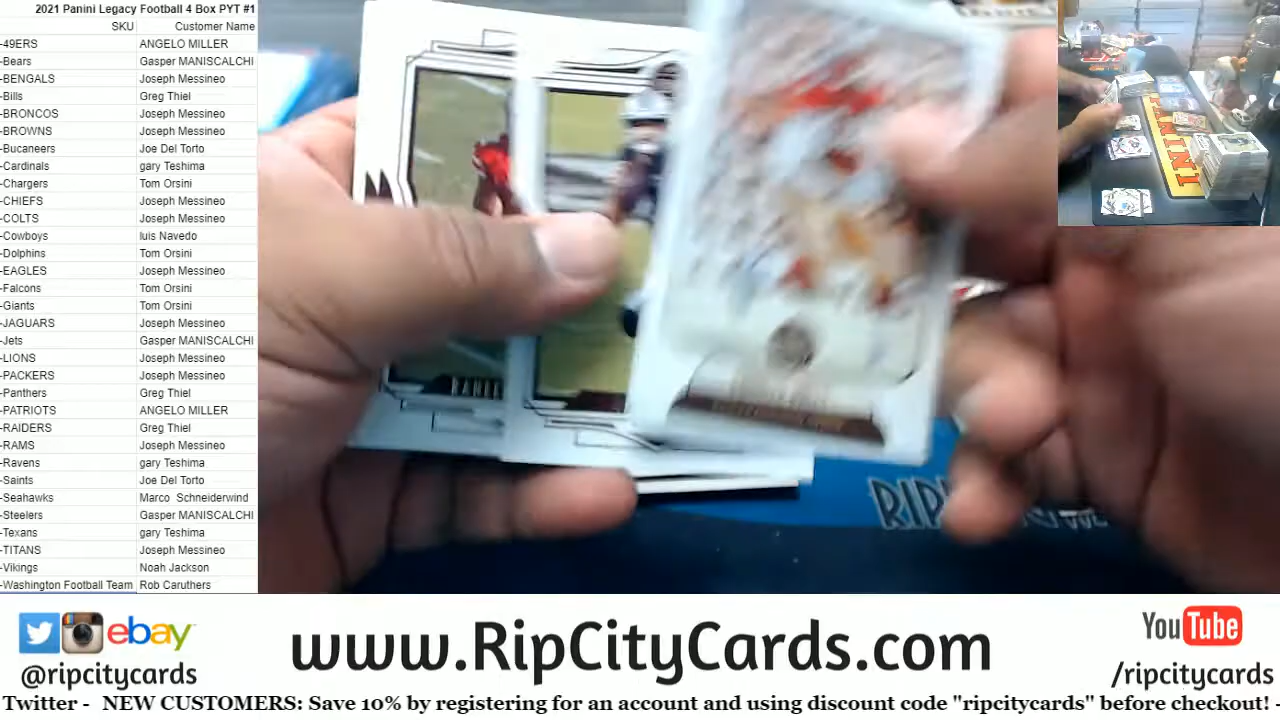 2021 Panini Legacy Football 4 Box PYT #1
SKU Customer Name
-49ERS ANGELO MILLER
-Bears Gasper MANISCALCHI
-BENGALS Joseph Messineo
-Bills Greg Thiel
-BRONCOS Joseph Messineo
-BROWNS Joseph Messineo
-Bucaneers Joe Del Torto
-Cardinals gary Teshima
-Chargers Tom Orsini
-CHIEFS Joseph Messineo
-COLTS Joseph Messineo
-Cowboys luis Navedo
-Dolphins Tom Orsini
-EAGLES Joseph Messineo
-Falcons Tom Orsini
-Giants Tom Orsini
-JAGUARS Joseph Messineo
-Jets Gasper MANISCALCHI
-LIONS Joseph Messineo
-PACKERS Joseph Messineo
-Panthers Greg Thiel
-PATRIOTS ANGELO MILLER
-RAIDERS Greg Thiel
-RAMS Joseph Messineo
-Ravens gary Teshima
-Saints Joe Del Torto
-Seahawks Marco Schneiderwind
-Steelers Gasper MANISCALCHI
-Texans gary Teshima
-TITANS Joseph Messineo
-Vikings Noah Jackson
-Washington Football Team Rob Caruthers
PANINI
ebay
@ripcitycards
www.RipCityCards.com
YouTube
/ripcitycards
Twitter - NEW CUSTOMERS: Save 10% by registering for an account and using discount code "ripcitycards" before checkout! -